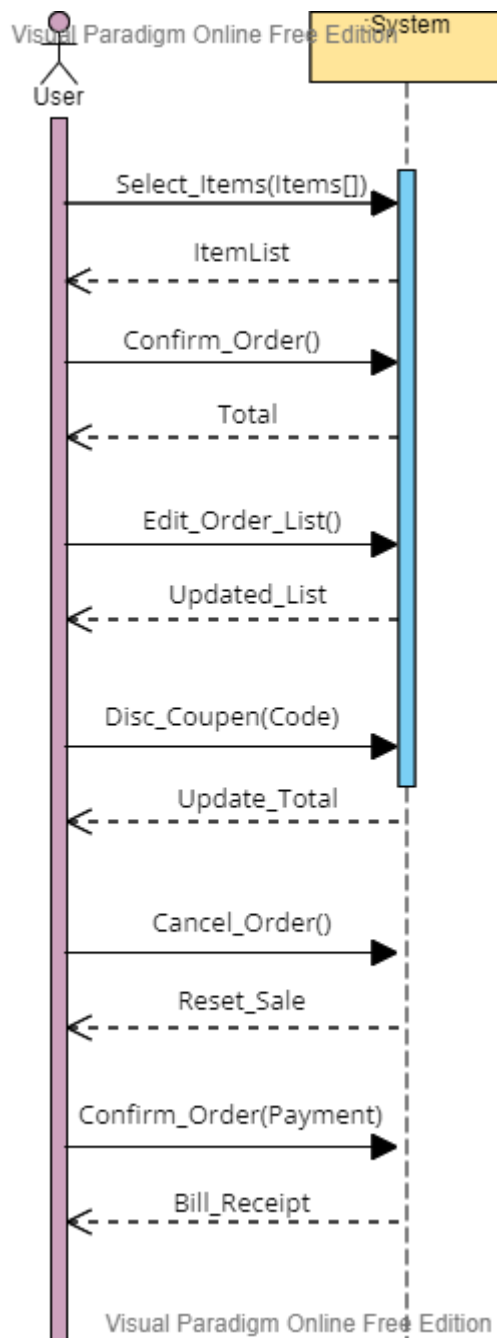 Visual Paradigm Online Free Edition
:System
User
Select_Items(Items[])
ItemList
Confirm_Order()
Total
Edit_Order_List()
Updated_List
Disc_Coupen(Code)
Update_Total
Cancel_Order()
Reset_Sale
Confirm_Order(Payment)
Bill_Receipt
Visual Paradigm Online Free Edition